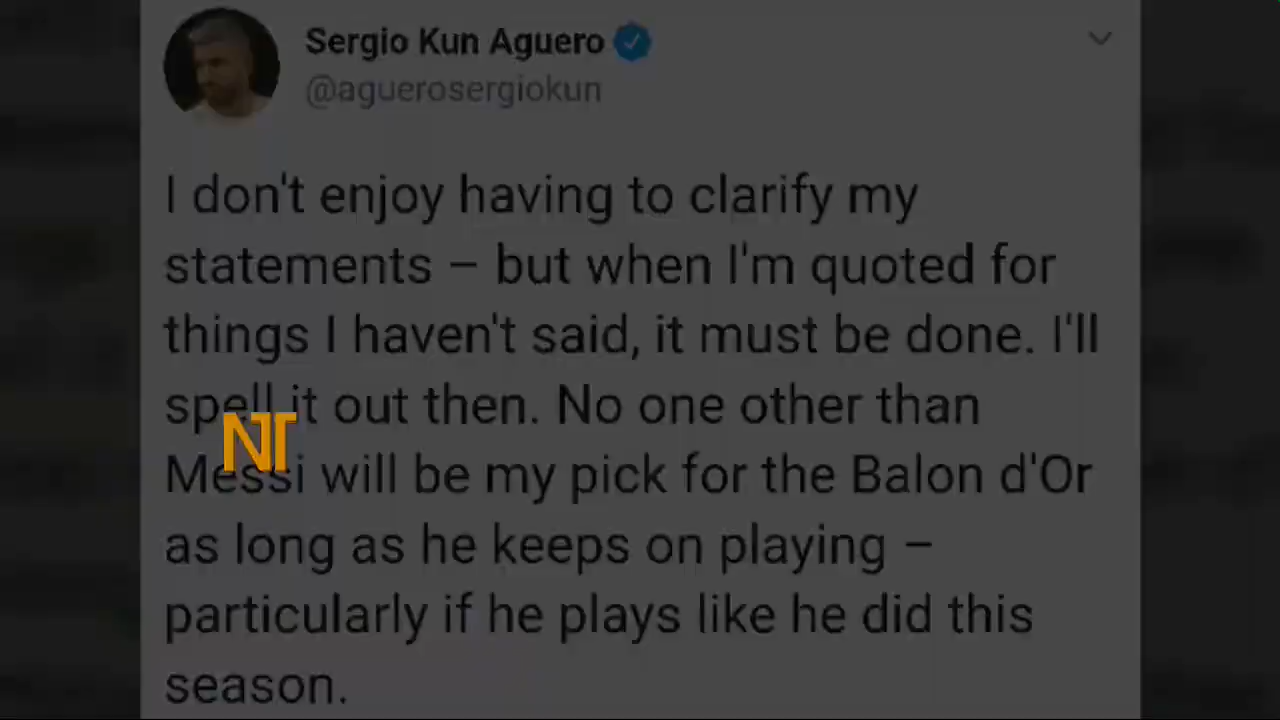 Sergio Kun Aguero
@aguerosergiokun
I don't enjoy having to clarify my
statements – but when I'm quoted for
things I haven't said, it must be done. I'll
spell it out then. No one other than
Messi will be my pick for the Balon d'Or
as long as he keeps on playing –
particularly if he plays like he did this
season.